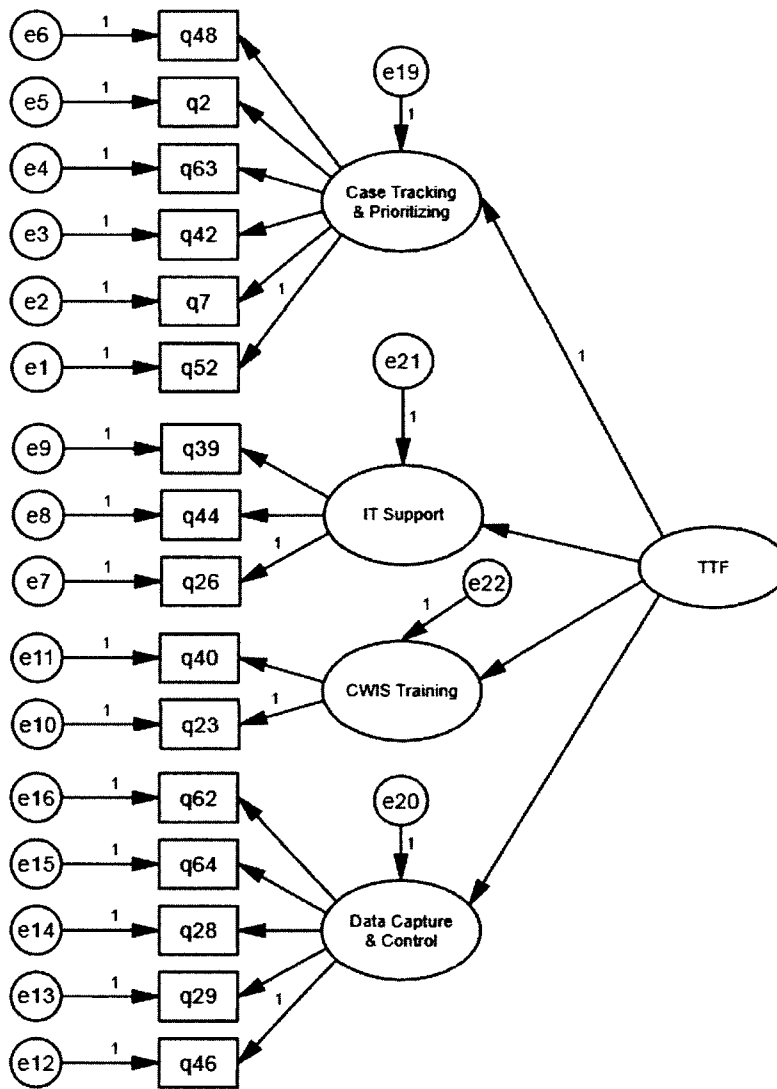 e6 1 q48
e19
e5 1 q2
1
e4 1 q63
Case Tracking
& Prioritizing
e3 1 q42
e2 1 q7
1
e1 1 q52
e21
1
1
e9 1 q39
e8 1 q44
IT Support
1
e7 1 q26
TTF
e22
1
e11 1 q40
CWIS Training
1
e10 1 q23
e16 1 q62
e20
1
e15 1 q64
e14 1 q28
Data Capture
& Control
e13 1 q29
1
e12 1 q46